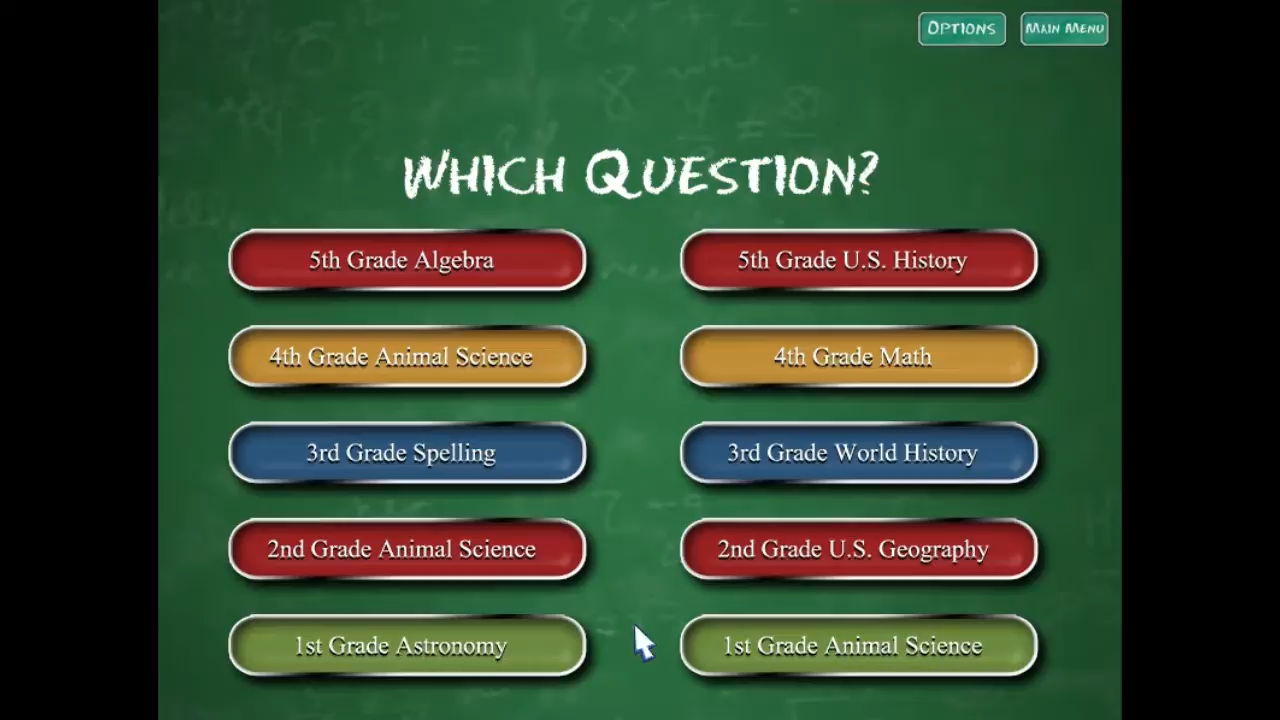 OPTIONS
MAIN MENU
WHICH QUESTION?
5th Grade Algebra
5th Grade U.S. History
4th Grade Animal Science
4th Grade Math
3rd Grade Spelling
3rd Grade World History
2nd Grade Animal Science
2nd Grade U.S. Geography
1st Grade Astronomy
1st Grade Animal Science